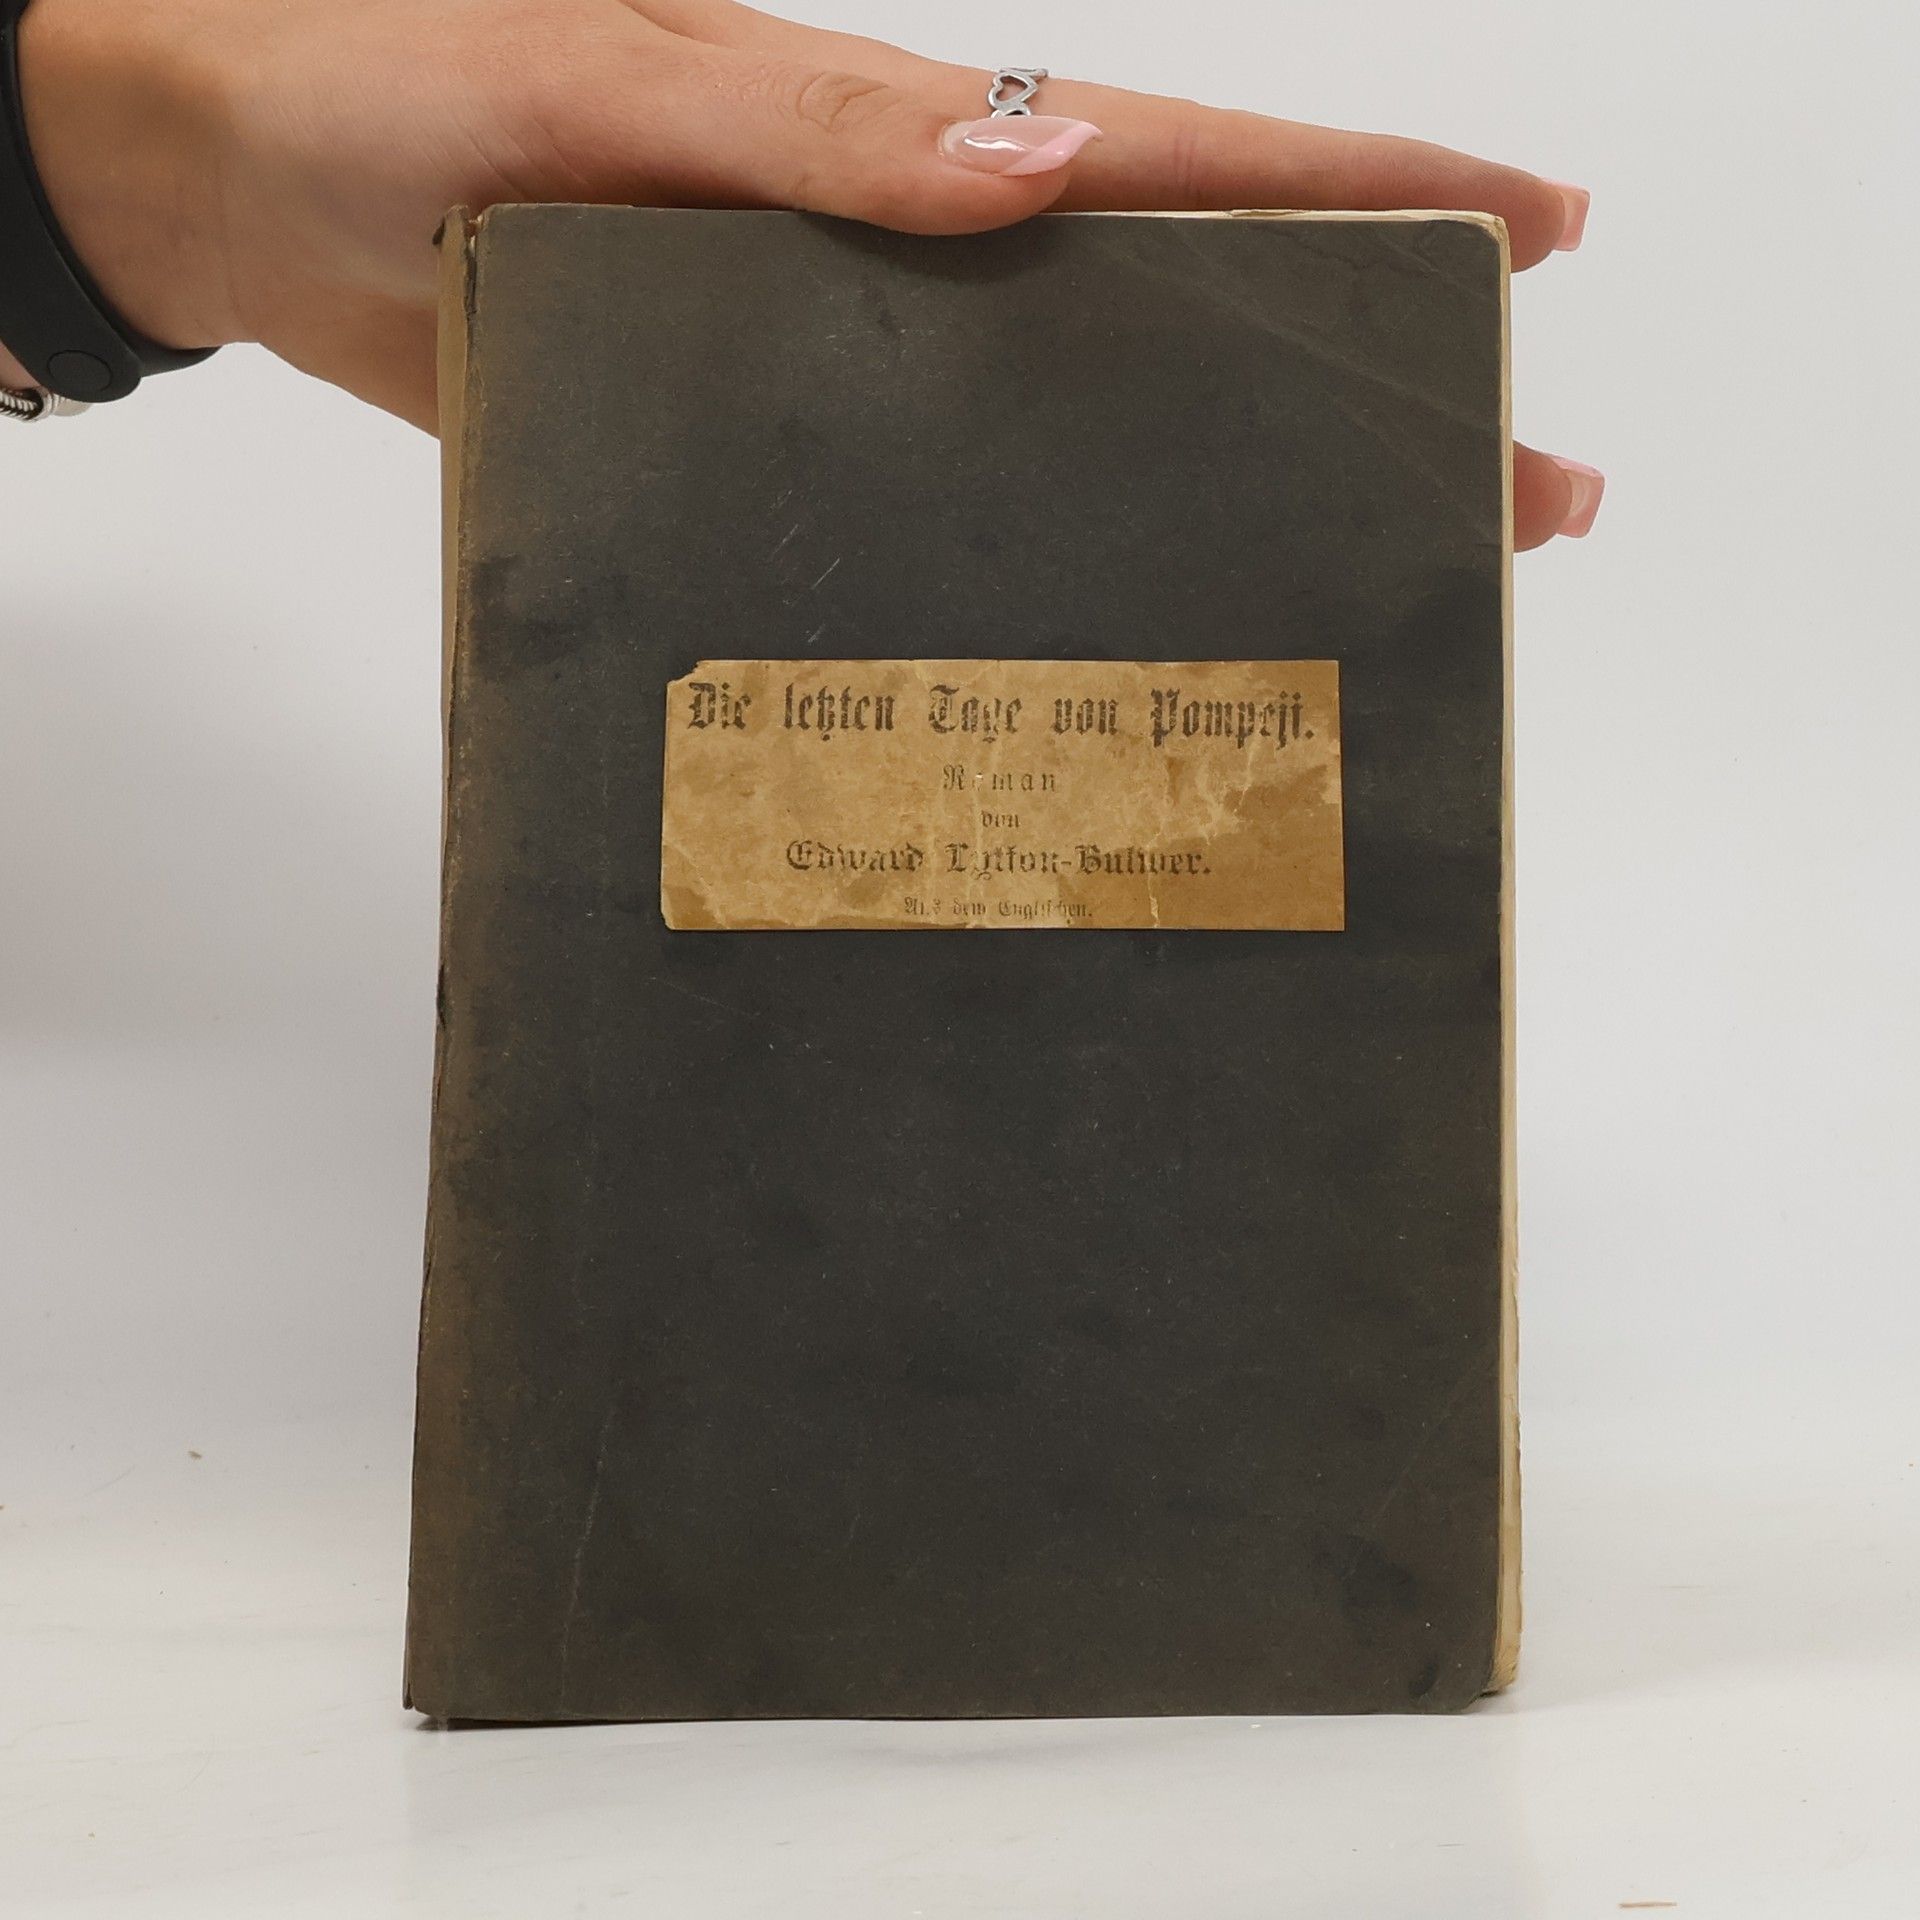 Die letzten Tage von Pompeji.
Roman
von
Edward Lytton-Bulwer.
Aus dem Englischen.